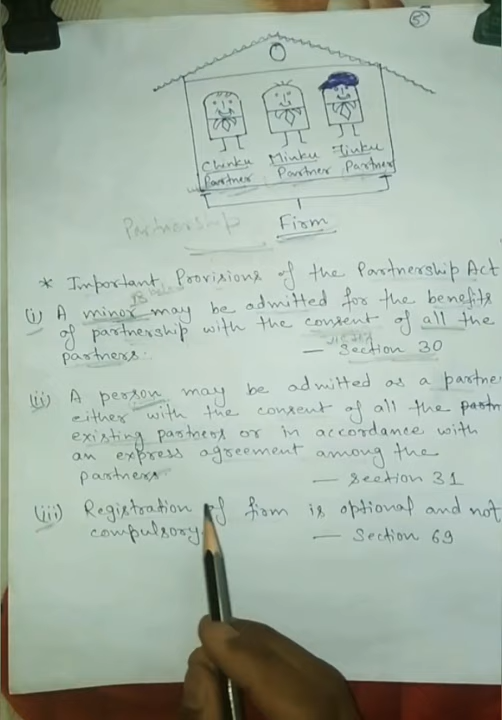 5
Chinku Minku Tinku
Partner Partner Partner
Partnership
Firm
* Important Provisions of the Partnership Act
(i) A minor may be admitted for the benefits
of partnership with the consent of all the
partners. — Section 30
(ii) A person may be admitted as a partne
either with the consent of all the partn
existing partners or in accordance with
an express agreement among the
partners — Section 31
(iii) Registration of firm is optional and not
compulsory — Section 69